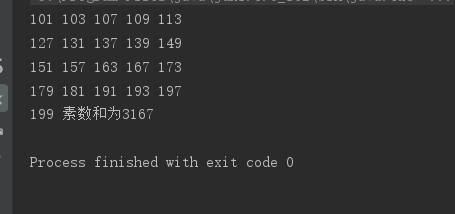 101 103 107 109 113
127 131 137 139 149
151 157 163 167 173
179 181 191 193 197
199 素数和为3167
Process finished with exit code 0